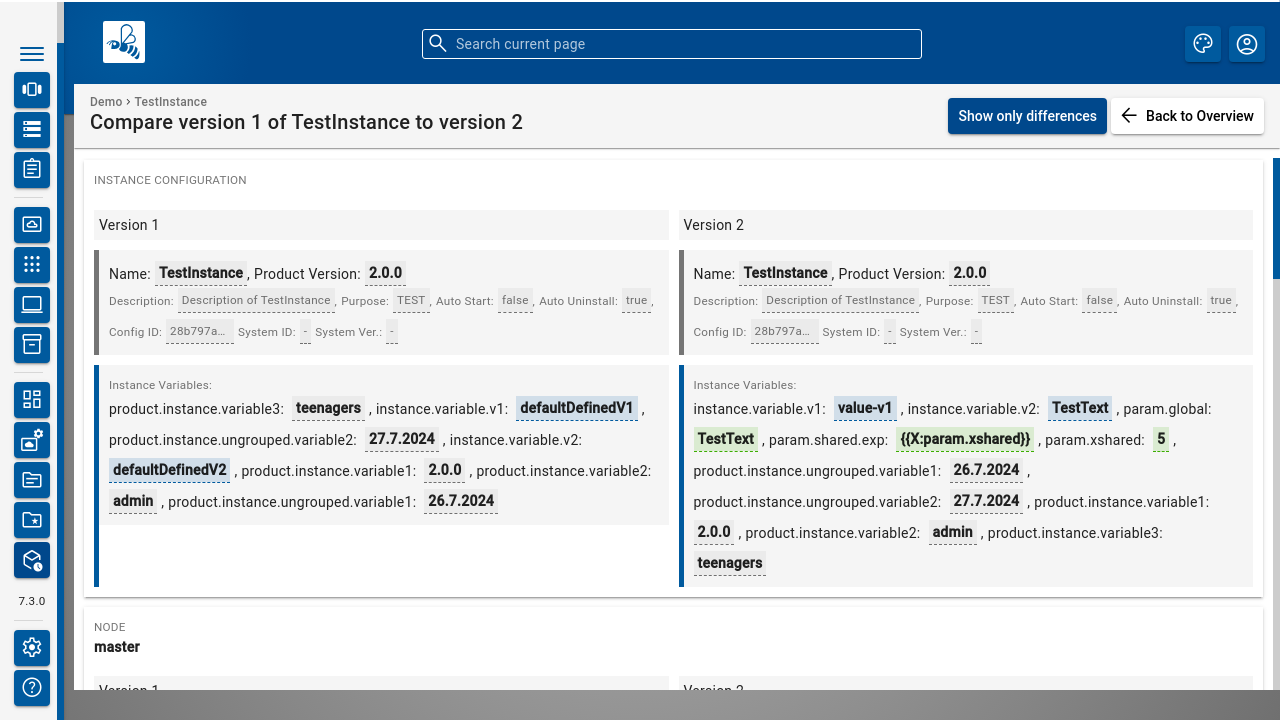 Search current page
Demo › TestInstance
Compare version 1 of TestInstance to version 2
Show only differences
Back to Overview
INSTANCE CONFIGURATION
Version 1
Name: TestInstance , Product Version: 2.0.0
Description: Description of TestInstance , Purpose: TEST , Auto Start: false , Auto Uninstall: true ,
Config ID: 28b797a... System ID: - System Ver.: -
Instance Variables:
product.instance.variable3: teenagers , instance.variable.v1: defaultDefinedV1 ,
product.instance.ungrouped.variable2: 27.7.2024 , instance.variable.v2:
defaultDefinedV2 , product.instance.variable1: 2.0.0 , product.instance.variable2:
admin , product.instance.ungrouped.variable1: 26.7.2024
Version 2
Name: TestInstance , Product Version: 2.0.0
Description: Description of TestInstance , Purpose: TEST , Auto Start: false , Auto Uninstall: true ,
Config ID: 28b797a... System ID: - System Ver.: -
Instance Variables:
instance.variable.v1: value-v1 , instance.variable.v2: TestText , param.global:
TestText , param.shared.exp: {{X:param.xshared}} , param.xshared: 5 ,
product.instance.ungrouped.variable1: 26.7.2024 ,
product.instance.ungrouped.variable2: 27.7.2024 , product.instance.variable1:
2.0.0 , product.instance.variable2: admin , product.instance.variable3:
teenagers
NODE
master
Version 1
Version 2
7.3.0